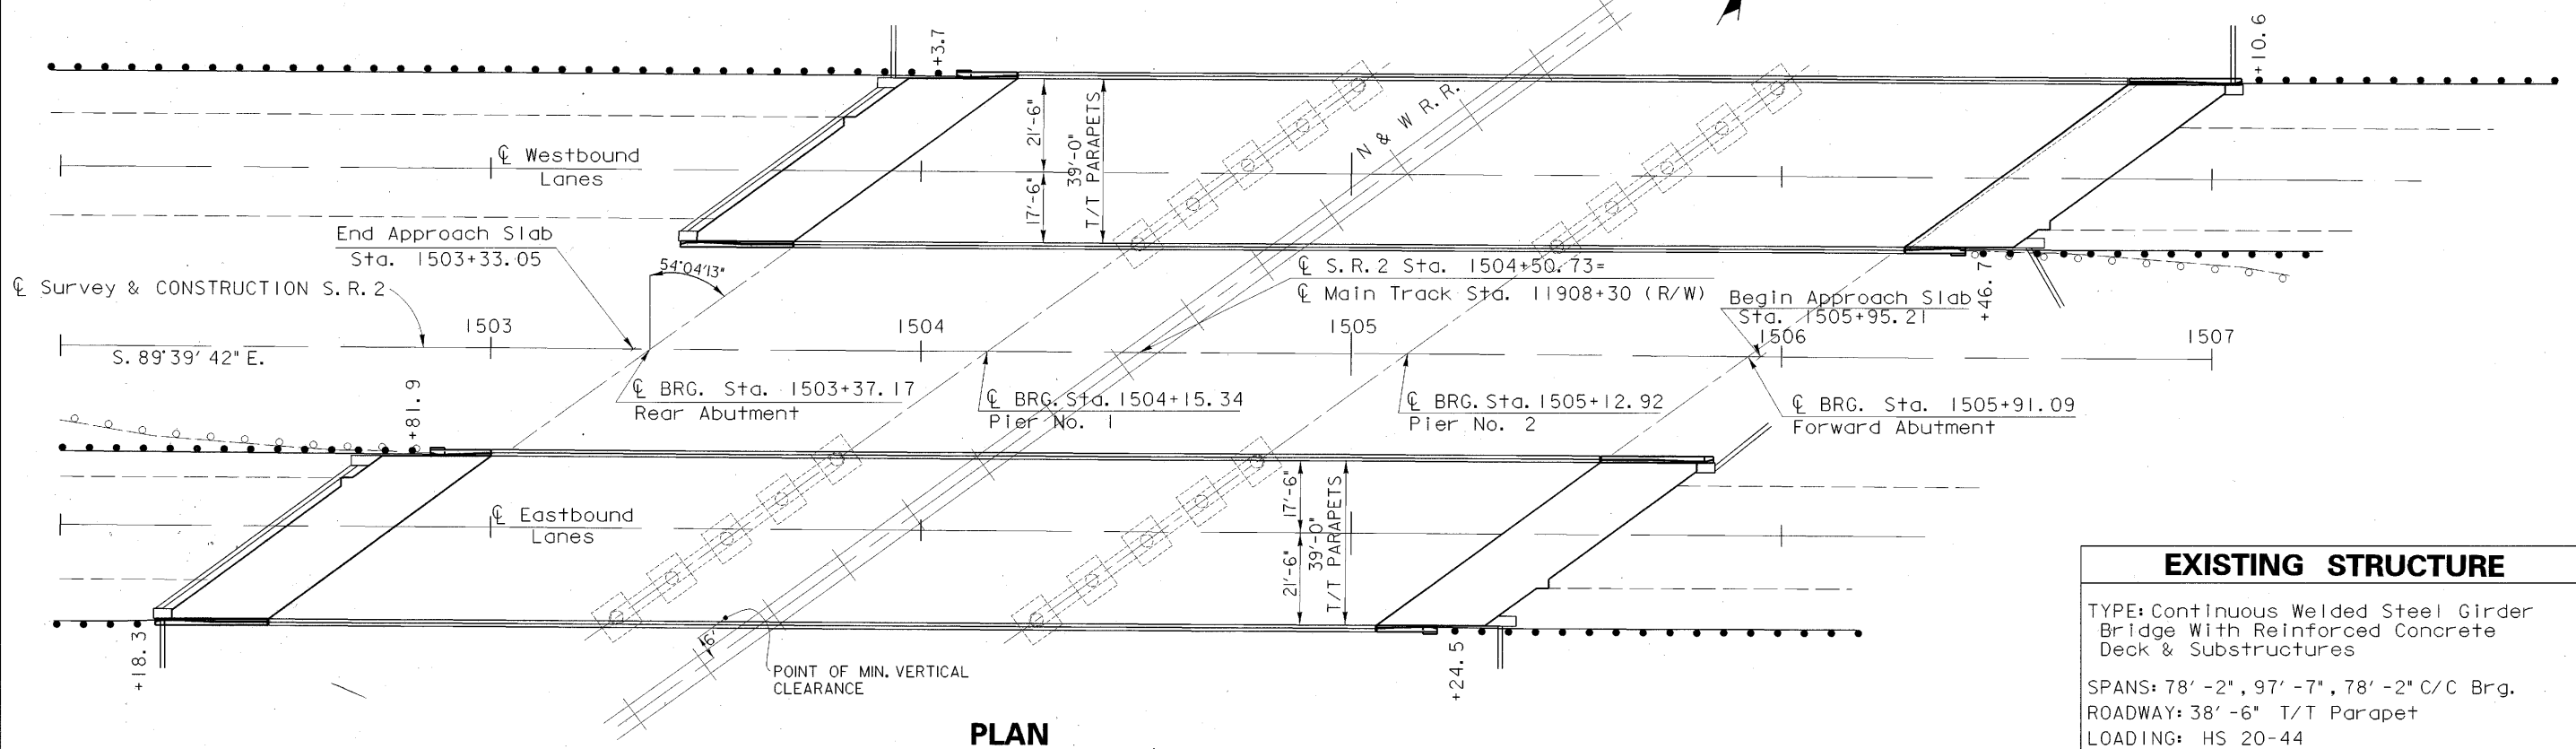 +3.7
+10.6
21'-6"
17'-6"
39'-0"
T/T PARAPETS
N & W R.R.
℄ Westbound
Lanes
End Approach Slab
Sta. 1503+33.05
54°04'13"
℄ Survey & CONSTRUCTION S.R.2
℄ S.R.2 Sta. 1504+50.73=
℄ Main Track Sta. 11908+30 (R/W)
Begin Approach Slab
Sta. 1505+95.21
+46.7
1503
1504
1505
1506
1507
S. 89°39'42" E.
+81.9
℄ BRG. Sta. 1503+37.17
Rear Abutment
℄ BRG. Sta. 1504+15.34
Pier No. 1
℄ BRG. Sta. 1505+12.92
Pier No. 2
℄ BRG. Sta. 1505+91.09
Forward Abutment
℄ Eastbound
Lanes
17'-6"
21'-6"
39'-0"
T/T PARAPETS
+18.3
16'
POINT OF MIN. VERTICAL
CLEARANCE
+24.5
PLAN
EXISTING STRUCTURE
TYPE: Continuous Welded Steel Girder
Bridge With Reinforced Concrete
Deck & Substructures
SPANS: 78'-2", 97'-7", 78'-2" C/C Brg.
ROADWAY: 38'-6" T/T Parapet
LOADING: HS 20-44